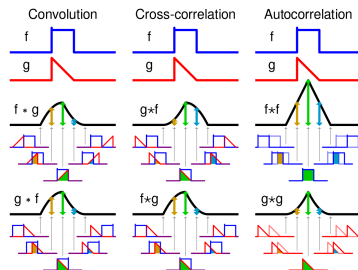 Convolution Cross-correlation Autocorrelation
f f f
g g g
f * g g⋆f f⋆f
g * f f⋆g g⋆g